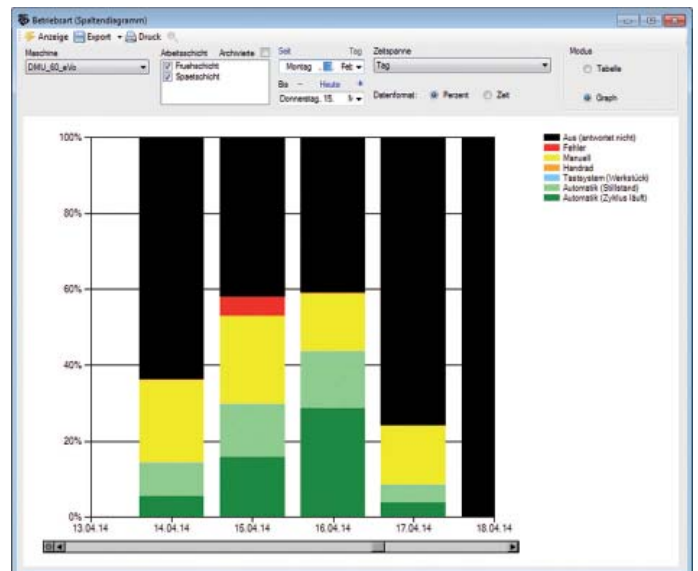 Betriebsart (Spaltendiagramm)
Anzeige Export Druck
Maschine
DMU_60_eVo
Arbeitsschicht Archivierte
Fruehschicht
Spaetschicht
Seit Tag
Montag . Feb
Bis - Heute +
Donnerstag, 15.
Zeitspanne
Tag
Datenformat: Perzent Zeit
Modus
Tabelle
Graph
100%
80%
60%
40%
20%
0%
13.04.14 14.04.14 15.04.14 16.04.14 17.04.14 18.04.14
Aus (antwortet nicht)
Fehler
Manuell
Handrad
Tastsystem (Werkstück)
Automatik (Stillstand)
Automatik (Zyklus läuft)